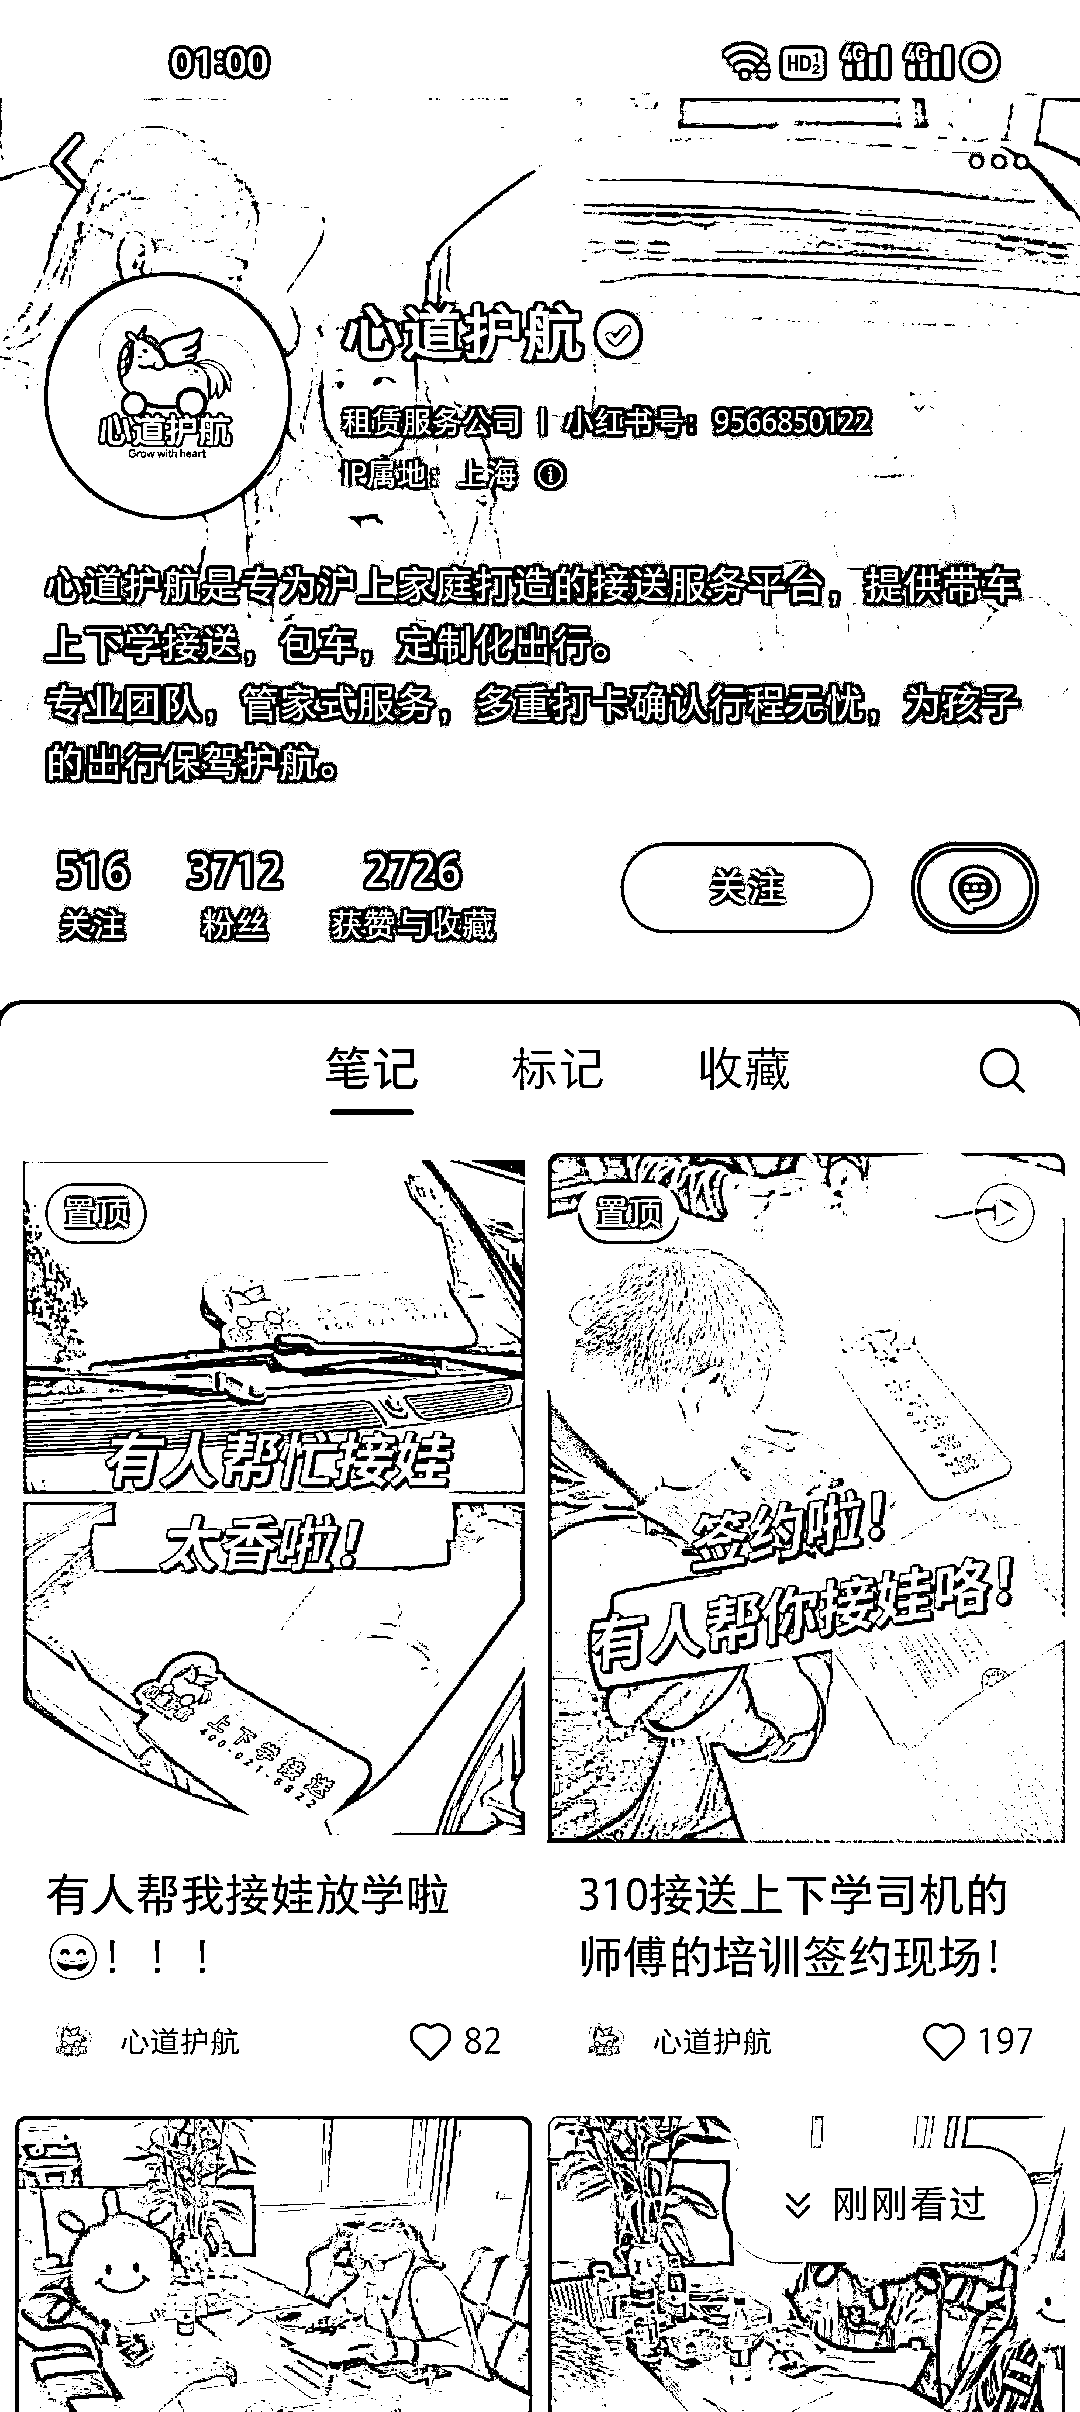 01:00
HD 1 2 4G 4G
心道护航
心道护航
Grow with heart
租赁服务公司 | 小红书号：9566850122
IP属地：上海
心道护航是专为沪上家庭打造的接送服务平台，提供带车
上下学接送，包车，定制化出行。
专业团队，管家式服务，多重打卡确认行程无忧，为孩子
的出行保驾护航。
516 3712 2726
关注 粉丝 获赞与收藏
关注
笔记 标记 收藏
置顶
有人帮忙接娃
太香啦！
上下学接送
400-021-8822
有人帮我接娃放学啦
😄！！！
心道护航 82
置顶
签约啦！
有人帮你接娃咯！
310接送上下学司机的
师傅的培训签约现场！
心道护航 197
刚刚看过